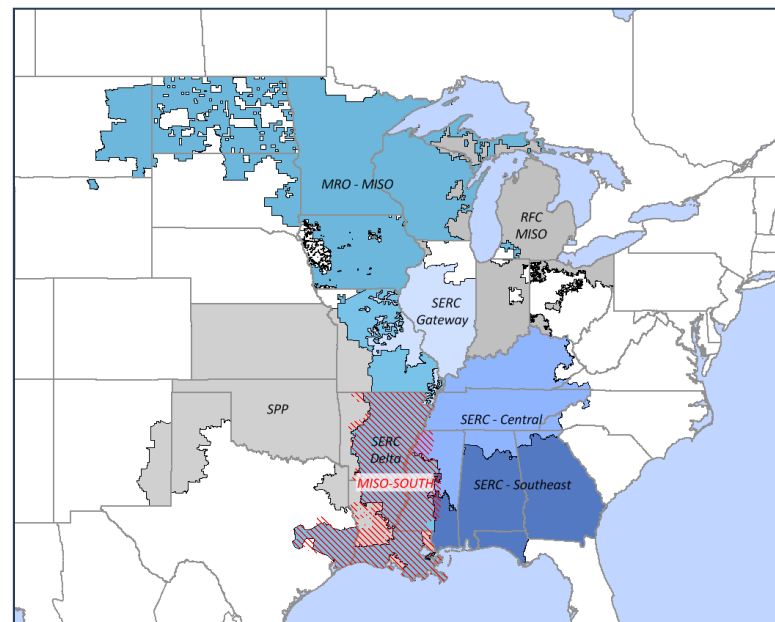 MRO - MISO
RFC
MISO
SERC
Gateway
SPP
SERC - Central
SERC
Delta
MISO-SOUTH
SERC - Southeast